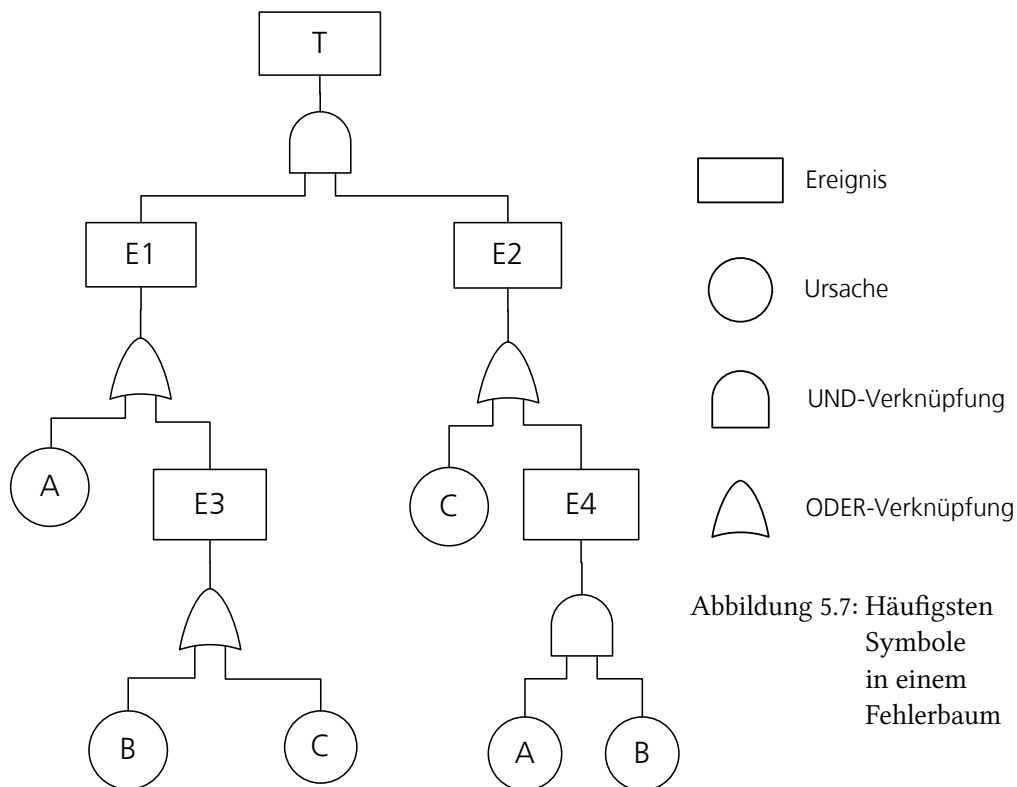 T
E1
E2
A
E3
C
E4
B
C
A
B
Ereignis
Ursache
UND-Verknüpfung
ODER-Verknüpfung
Abbildung 5.7: Häufigsten
Symbole
in einem
Fehlerbaum